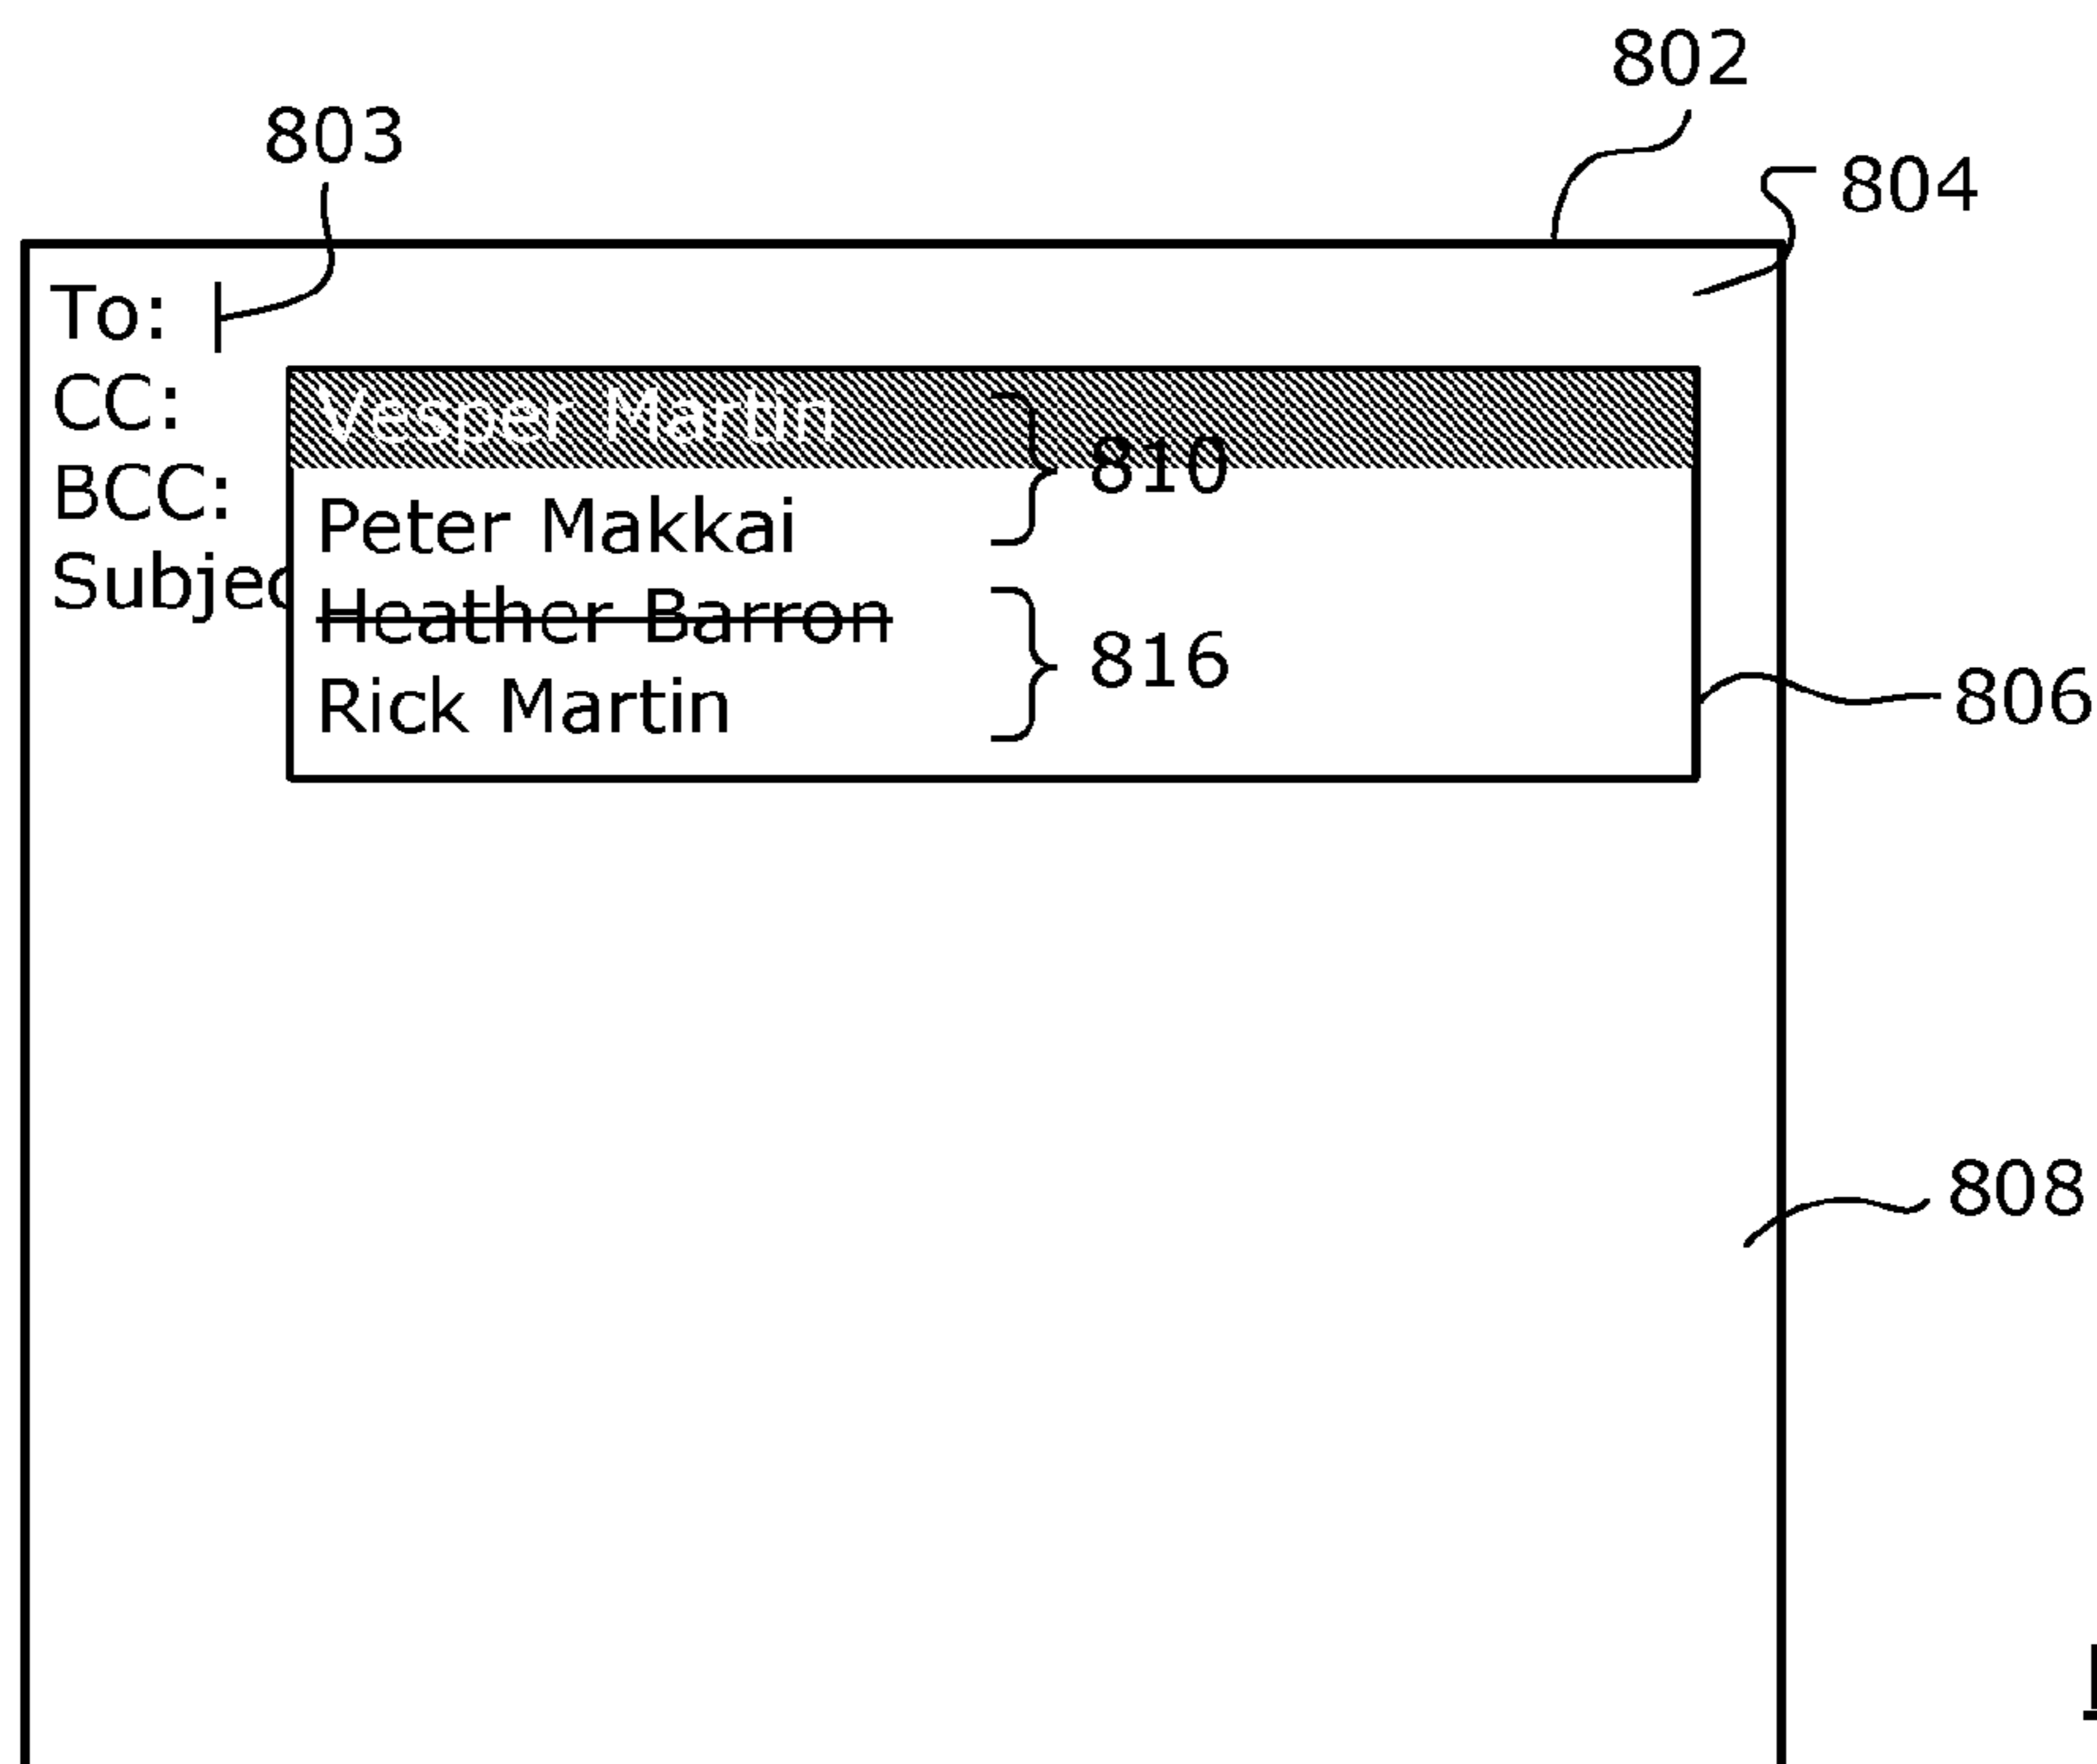 802
803
804
To:
CC:
Vesper Martin
810
BCC:
Peter Makkai
Subjec
Heather Barron
816
Rick Martin
806
808